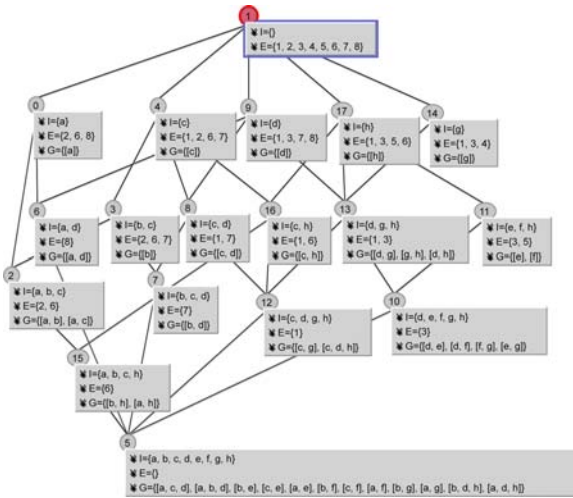 1
I={}
E={1, 2, 3, 4, 5, 6, 7, 8}
0
I={a}
E={2, 6, 8}
G={[a]}
4
I={c}
E={1, 2, 6, 7}
G={[c]}
9
I={d}
E={1, 3, 7, 8}
G={[d]}
17
I={h}
E={1, 3, 5, 6}
G={[h]}
14
I={g}
E={1, 3, 4}
G={[g]}
6
I={a, d}
E={8}
G={[a, d]}
3
I={b, c}
E={2, 6, 7}
G={[b]}
8
I={c, d}
E={1, 7}
G={[c, d]}
16
I={c, h}
E={1, 6}
G={[c, h]}
13
I={d, g, h}
E={1, 3}
G={[d, g], [g, h], [d, h]}
11
I={e, f, h}
E={3, 5}
G={[e], [f]}
2
I={a, b, c}
E={2, 6}
G={[a, b], [a, c]}
7
I={b, c, d}
E={7}
G={[b, d]}
12
I={c, d, g, h}
E={1}
G={[c, g], [c, d, h]}
10
I={d, e, f, g, h}
E={3}
G={[d, e], [d, f], [f, g], [e, g]}
15
I={a, b, c, h}
E={6}
G={[b, h], [a, h]}
5
I={a, b, c, d, e, f, g, h}
E={}
G={[a, c, d], [a, b, d], [b, e], [c, e], [a, e], [b, f], [c, f], [a, f], [b, g], [a, g], [b, d, h], [a, d, h]}